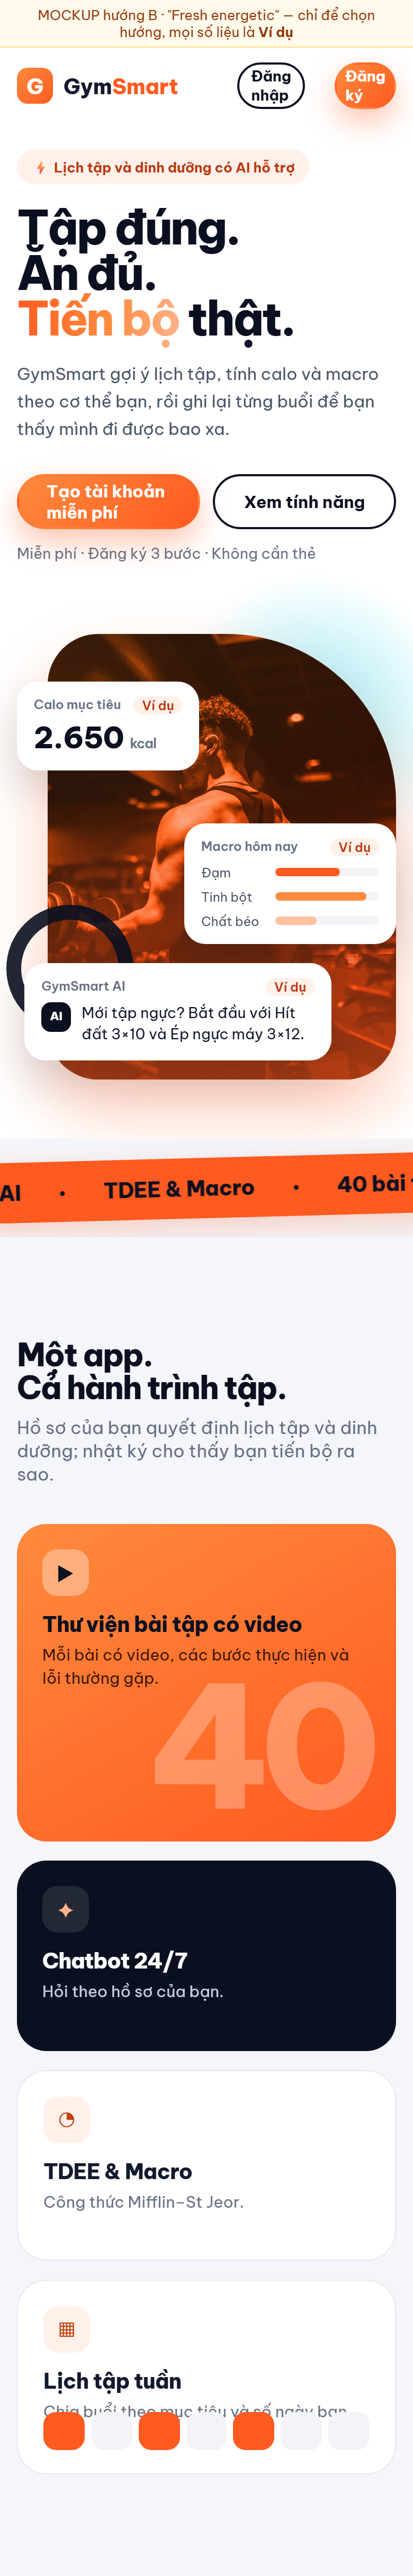 MOCKUP hướng B · "Fresh energetic" — chỉ để chọn
hướng, mọi số liệu là Ví dụ
G GymSmart
Đăng
nhập
Đăng
ký
Lịch tập và dinh dưỡng có AI hỗ trợ
Tập đúng.
Ăn đủ.
Tiến bộ thật.
GymSmart gợi ý lịch tập, tính calo và macro
theo cơ thể bạn, rồi ghi lại từng buổi để bạn
thấy mình đi được bao xa.
Tạo tài khoản
miễn phí
Xem tính năng
Miễn phí · Đăng ký 3 bước · Không cần thẻ
Calo mục tiêu Ví dụ
2.650 kcal
Macro hôm nay Ví dụ
Đạm
Tinh bột
Chất béo
GymSmart AI Ví dụ
AI
Mới tập ngực? Bắt đầu với Hít
đất 3×10 và Ép ngực máy 3×12.
AI • TDEE & Macro • 40 bài
Một app.
Cả hành trình tập.
Hồ sơ của bạn quyết định lịch tập và dinh
dưỡng; nhật ký cho thấy bạn tiến bộ ra
sao.
Thư viện bài tập có video
Mỗi bài có video, các bước thực hiện và
lỗi thường gặp.
40
Chatbot 24/7
Hỏi theo hồ sơ của bạn.
TDEE & Macro
Công thức Mifflin–St Jeor.
Lịch tập tuần
Chia buổi theo mục tiêu và số ngày bạn